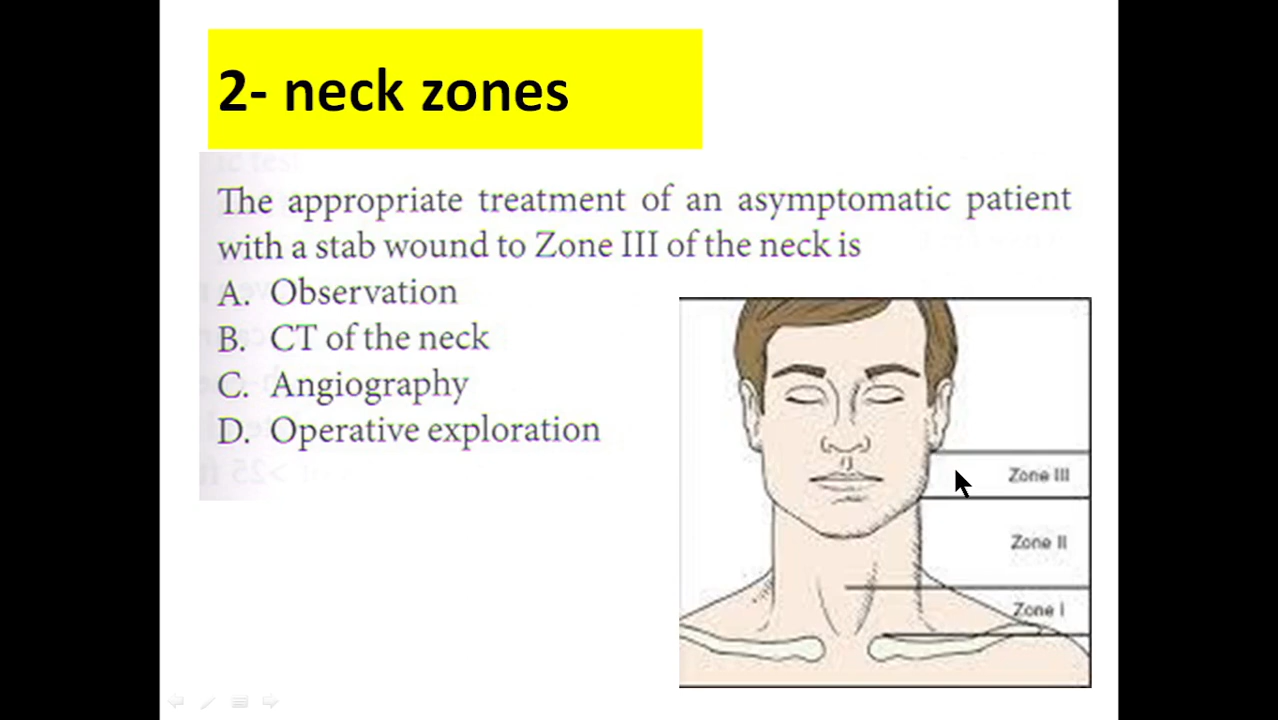 2- neck zones
The appropriate treatment of an asymptomatic patient
with a stab wound to Zone III of the neck is
A. Observation
B. CT of the neck
C. Angiography
D. Operative exploration
Zone III
Zone II
Zone I